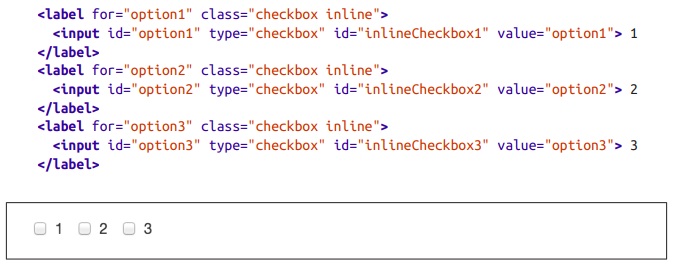 <label for="option1" class="checkbox inline">
<input id="option1" type="checkbox" id="inlineCheckbox1" value="option1"> 1
</label>
<label for="option2" class="checkbox inline">
<input id="option2" type="checkbox" id="inlineCheckbox2" value="option2"> 2
</label>
<label for="option3" class="checkbox inline">
<input id="option3" type="checkbox" id="inlineCheckbox3" value="option3"> 3
</label>
1 2 3